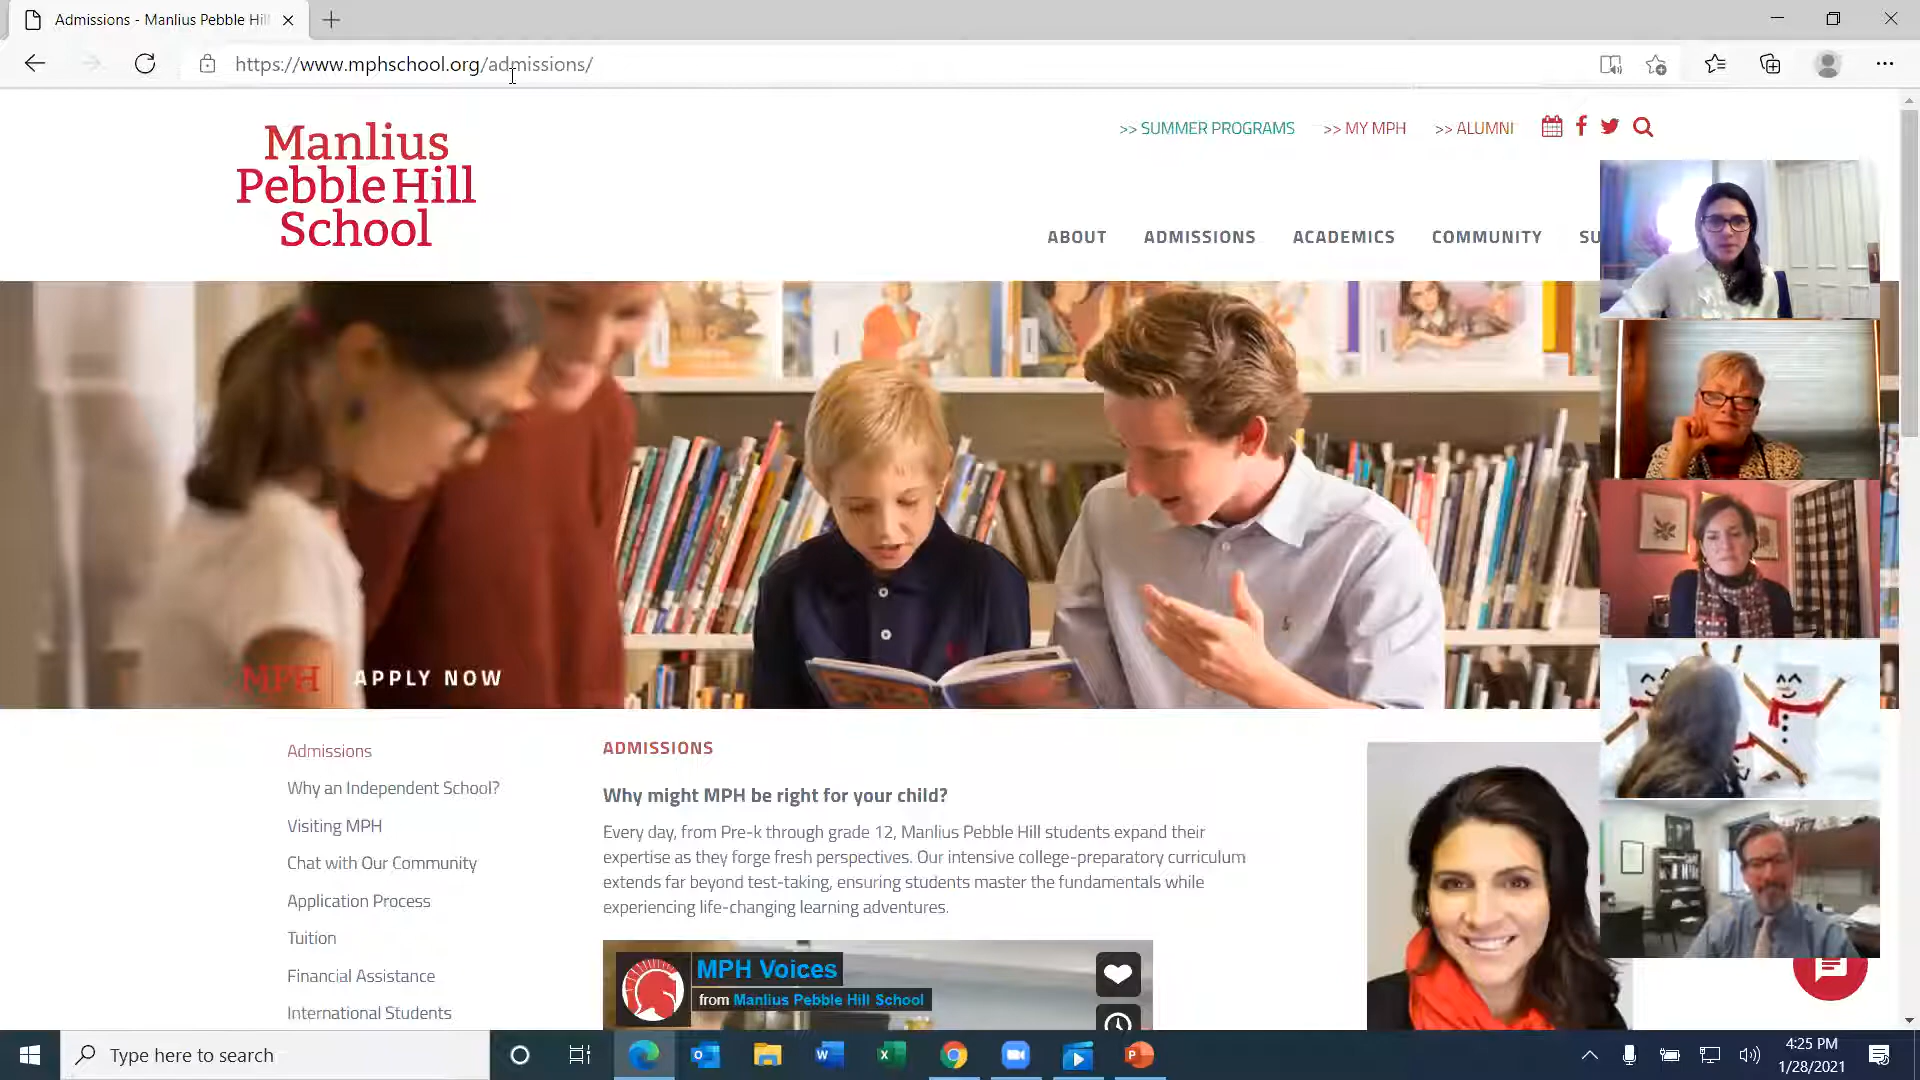 Admissions - Manlius Pebble Hil
https://www.mphschool.org/admissions/
Manlius
Pebble Hill
School
>> SUMMER PROGRAMS
>> MY MPH
>> ALUMNI
ABOUT
ADMISSIONS
ACADEMICS
COMMUNITY
SU
MPH
APPLY NOW
Admissions
Why an Independent School?
Visiting MPH
Chat with Our Community
Application Process
Tuition
Financial Assistance
International Students
ADMISSIONS
Why might MPH be right for your child?
Every day, from Pre-k through grade 12, Manlius Pebble Hill students expand their
expertise as they forge fresh perspectives. Our intensive college-preparatory curriculum
extends far beyond test-taking, ensuring students master the fundamentals while
experiencing life-changing learning adventures.
MPH Voices
from Manlius Pebble Hill School
Type here to search
4:25 PM
1/28/2021